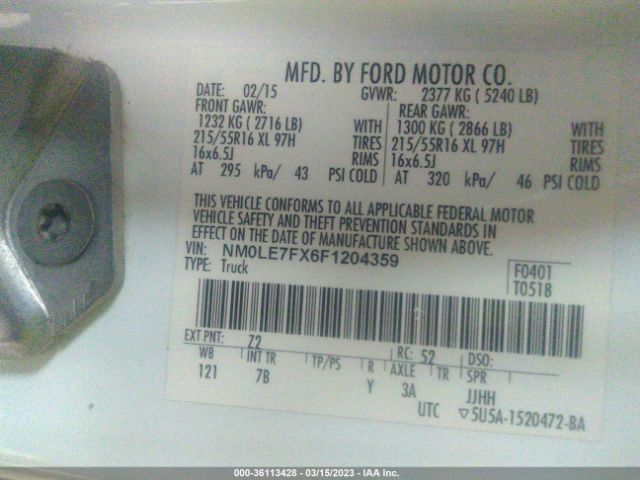 MFD. BY FORD MOTOR CO.
DATE: 02/15 GVWR: 2377 KG ( 5240 LB)
FRONT GAWR: REAR GAWR:
1232 KG ( 2716 LB) WITH 1300 KG ( 2866 LB) WITH
215/55R16 XL 97H TIRES 215/55R16 XL 97H TIRES
16x6.5J RIMS 16x6.5J RIMS
AT 295 kPa/ 43 PSI COLD AT 320 kPa/ 46 PSI COLD
THIS VEHICLE CONFORMS TO ALL APPLICABLE FEDERAL MOTOR
VEHICLE SAFETY AND THEFT PREVENTION STANDARDS IN
EFFECT ON THE DATE OF MANUFACTURE SHOWN ABOVE.
VIN: NM0LE7FX6F1204359
TYPE: Truck
F0401
T0518
EXT PNT: Z2 RC: 52 DSO:
WB INT TR TP/PS R AXLE TR SPR
121 7B Y 3A JJHH
UTC ▽5U5A-1520472-BA
000-36113428 - 03/15/2023 - IAA Inc.